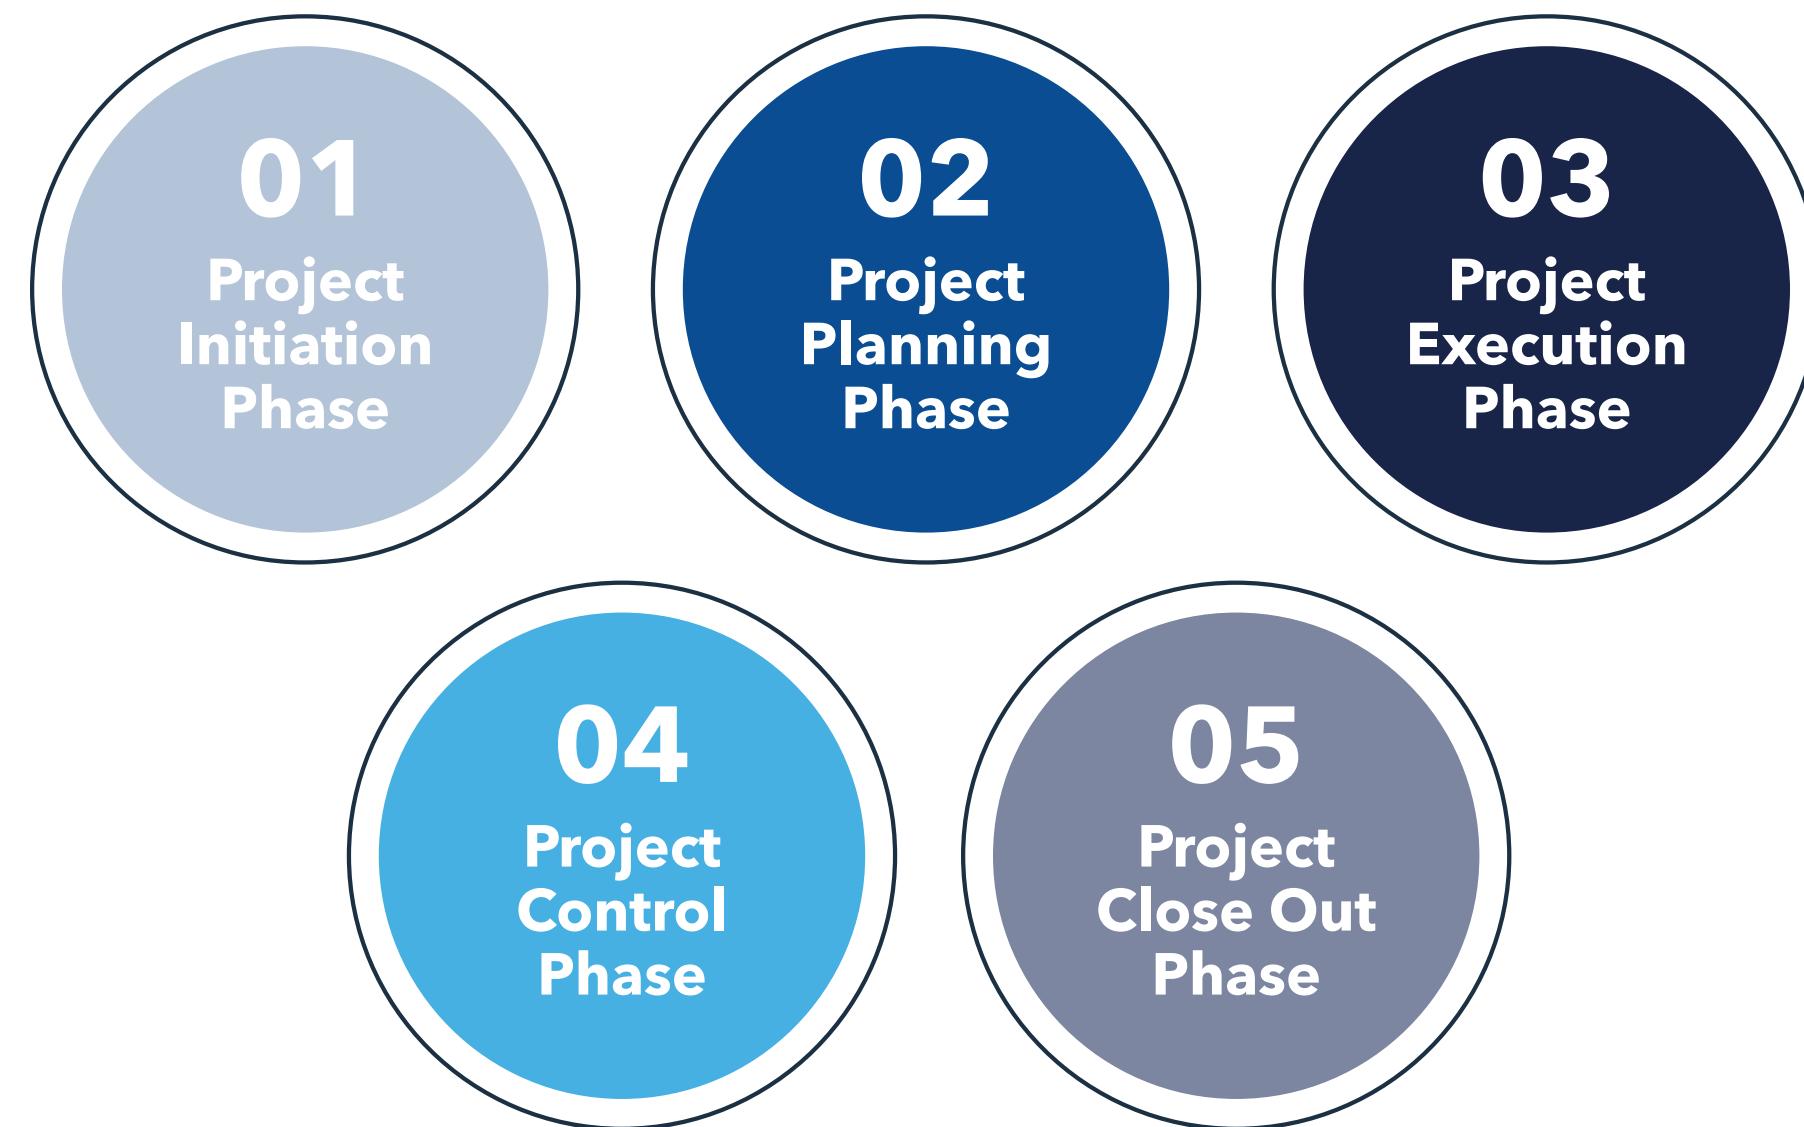 01
Project
Initiation
Phase
02
Project
Planning
Phase
03
Project
Execution
Phase
04
Project
Control
Phase
05
Project
Close Out
Phase